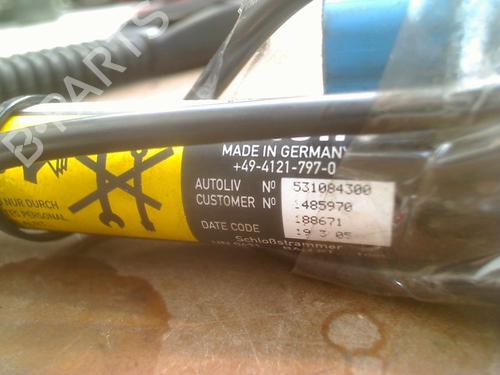 B-PARTS
MADE IN GERMANY
+49-4121-797-0
NUR DURCH
PERSONAL
AUTOLIV Nº 531084300
CUSTOMER Nº 1485970
188671
DATE CODE 19 3 05
Schloßstrammer